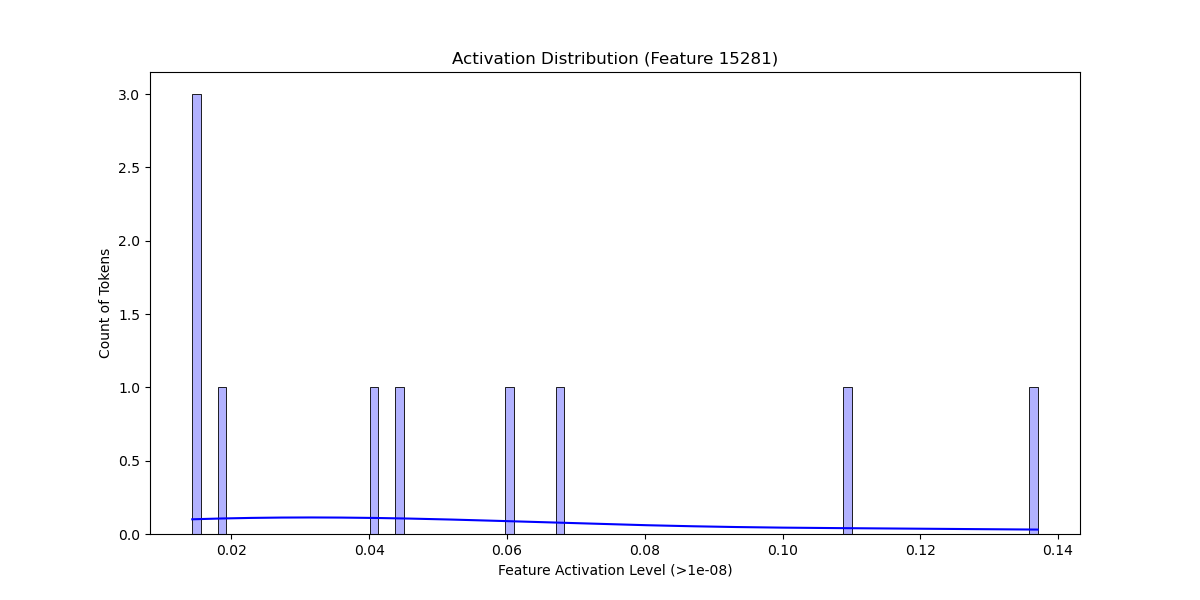 Activation Distribution (Feature 15281)
3.0
2.5
2.0
1.5
1.0
0.5
0.0
Count of Tokens
0.02 0.04 0.06 0.08 0.10 0.12 0.14
Feature Activation Level (>1e-08)